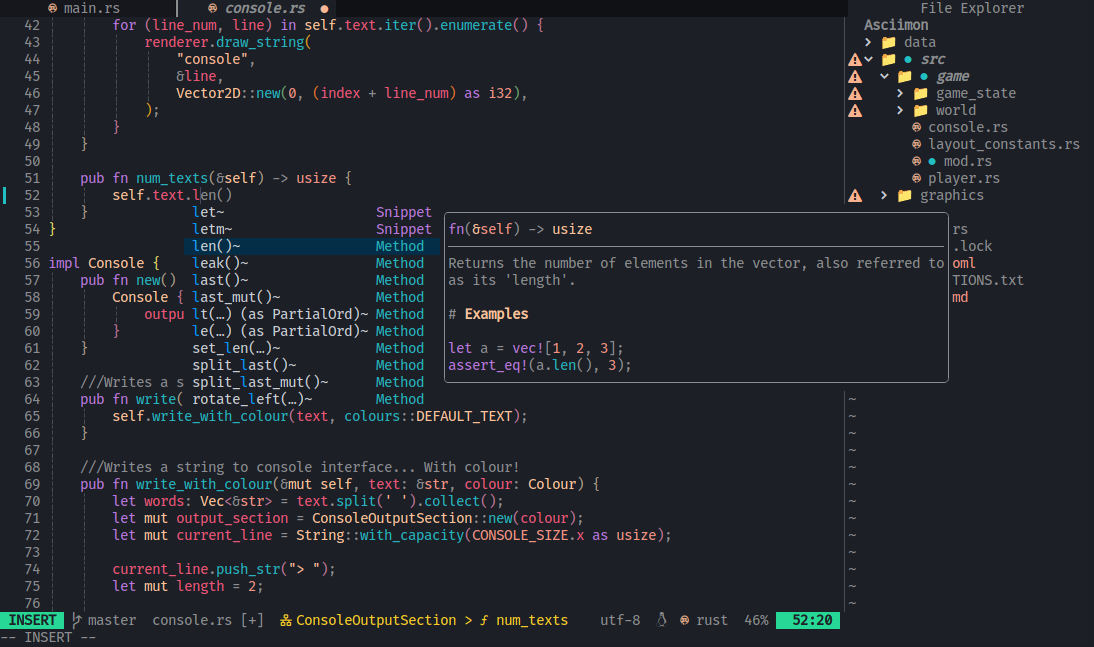 main.rs console.rs ● File Explorer
42 for (line_num, line) in self.text.iter().enumerate() { Asciimon
43 renderer.draw_string( data
44 "console", src
45 &line, game
46 Vector2D::new(0, (index + line_num) as i32), game_state
47 ); world
48 } console.rs
49 } layout_constants.rs
50 mod.rs
51 pub fn num_texts(&self) -> usize { player.rs
52 self.text.len() graphics
53 } let~ Snippet
54 } letm~ Snippet fn(&self) -> usize rs
55 len()~ Method .lock
56 impl Console { leak()~ Method Returns the number of elements in the vector, also referred to oml
57 pub fn new() last()~ Method as its 'length'. TIONS.txt
58 Console { last_mut()~ Method md
59 outpu lt(…) (as PartialOrd)~ Method # Examples
60 } le(…) (as PartialOrd)~ Method
61 } set_len(…)~ Method let a = vec![1, 2, 3];
62 split_last()~ Method assert_eq!(a.len(), 3);
63 ///Writes a s split_last_mut()~ Method
64 pub fn write( rotate_left(…)~ Method ~
65 self.write_with_colour(text, colours::DEFAULT_TEXT); ~
66 } ~
67 ~
68 ///Writes a string to console interface... With colour! ~
69 pub fn write_with_colour(&mut self, text: &str, colour: Colour) { ~
70 let words: Vec<&str> = text.split(' ').collect(); ~
71 let mut output_section = ConsoleOutputSection::new(colour); ~
72 let mut current_line = String::with_capacity(CONSOLE_SIZE.x as usize); ~
73 ~
74 current_line.push_str("> "); ~
75 let mut length = 2; ~
76 ~
INSERT master console.rs [+] ConsoleOutputSection > ƒ num_texts utf-8 rust 46% 52:20
-- INSERT --